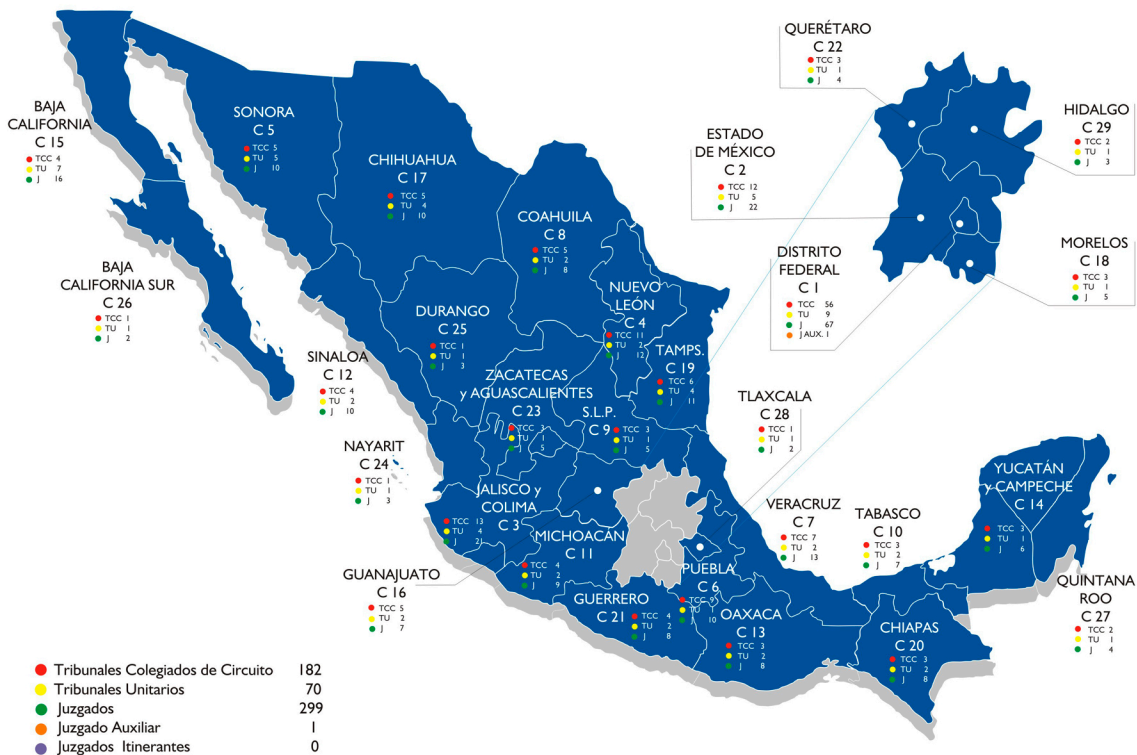 BAJA
CALIFORNIA
C 15
TCC 4
TU 7
J 16
SONORA
C 5
TCC 5
TU 5
J 10
CHIHUAHUA
C 17
TCC 5
TU 4
J 10
COAHUILA
C 8
TCC 5
TU 2
J 8
NUEVO
LEÓN
C 4
TCC 11
TU 2
J 12
TAMPS.
C 19
TCC 6
TU 4
J 11
BAJA
CALIFORNIA SUR
C 26
TCC 1
TU 1
J 2
DURANGO
C 25
TCC 1
TU 1
J 3
SINALOA
C 12
TCC 4
TU 2
J 10
ZACATECAS
y AGUASCALIENTES
C 23
TCC 3
TU 1
J 5
S.L.P.
C 9
TCC 3
TU 1
J 5
NAYARIT
C 24
TCC 1
TU 1
J 3
JALISCO y
COLIMA
C 3
TCC 13
TU 4
J 21
MICHOACÁN
C 11
TCC 4
TU 2
J 9
GUANAJUATO
C 16
TCC 5
TU 2
J 7
GUERRERO
C 21
TCC 4
TU 2
J 8
PUEBLA
C 6
TCC 9
TU 2
J 10
OAXACA
C 13
TCC 3
TU 2
J 8
TLAXCALA
C 28
TCC 1
TU 1
J 2
VERACRUZ
C 7
TCC 7
TU 2
J 13
TABASCO
C 10
TCC 3
TU 2
J 7
CHIAPAS
C 20
TCC 3
TU 2
J 8
YUCATÁN
y CAMPECHE
C 14
TCC 3
TU 1
J 6
QUINTANA
ROO
C 27
TCC 2
TU 1
J 4
QUERÉTARO
C 22
TCC 3
TU 1
J 4
HIDALGO
C 29
TCC 2
TU 1
J 3
ESTADO
DE MÉXICO
C 2
TCC 12
TU 5
J 22
DISTRITO
FEDERAL
C 1
TCC 56
TU 9
J 67
J AUX. 1
MORELOS
C 18
TCC 3
TU 1
J 5
Tribunales Colegiados de Circuito 182
Tribunales Unitarios 70
Juzgados 299
Juzgado Auxiliar 1
Juzgados Itinerantes 0